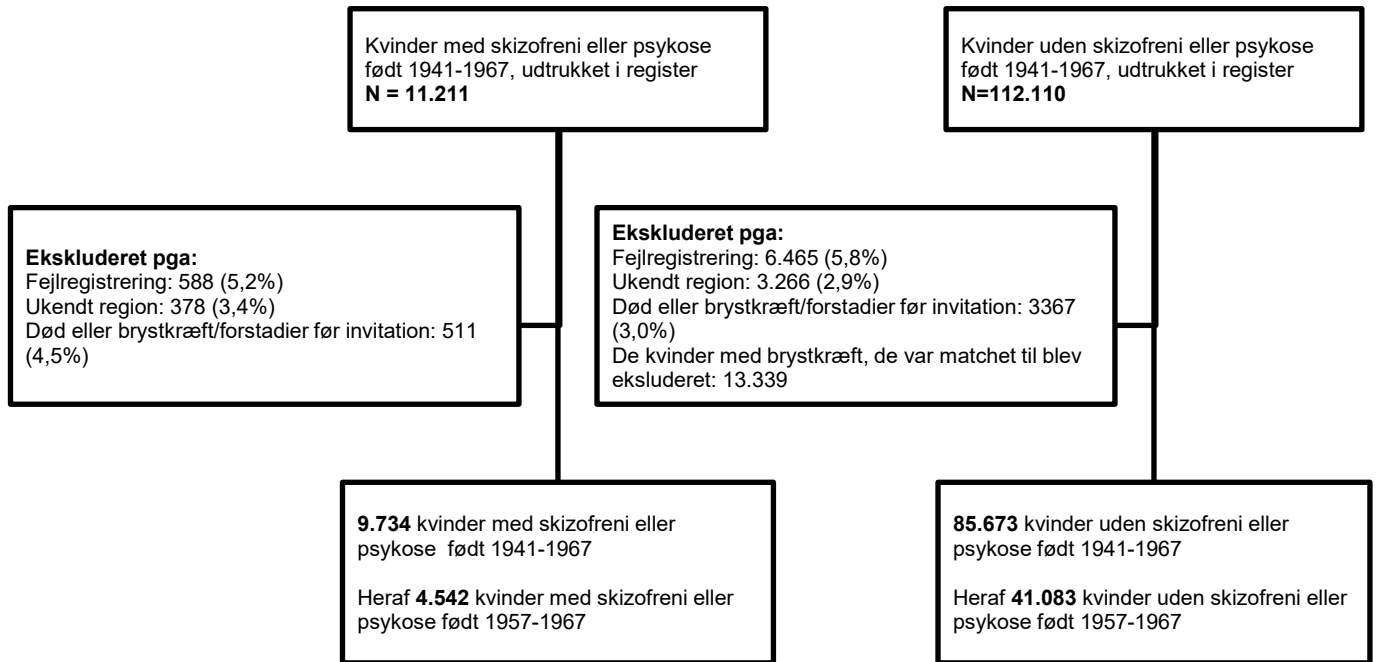 Kvinder med skizofreni eller psykose
født 1941-1967, udtrukket i register
N = 11.211
Kvinder uden skizofreni eller psykose
født 1941-1967, udtrukket i register
N=112.110
Ekskluderet pga:
Fejlregistrering: 588 (5,2%)
Ukendt region: 378 (3,4%)
Død eller brystkræft/forstadier før invitation: 511
(4,5%)
Ekskluderet pga:
Fejlregistrering: 6.465 (5,8%)
Ukendt region: 3.266 (2,9%)
Død eller brystkræft/forstadier før invitation: 3367
(3,0%)
De kvinder med brystkræft, de var matchet til blev
eksluderet: 13.339
9.734 kvinder med skizofreni eller
psykose  født 1941-1967
Heraf 4.542 kvinder med skizofreni eller
psykose født 1957-1967
85.673 kvinder uden skizofreni eller
psykose født 1941-1967
Heraf 41.083 kvinder uden skizofreni eller
psykose født 1957-1967